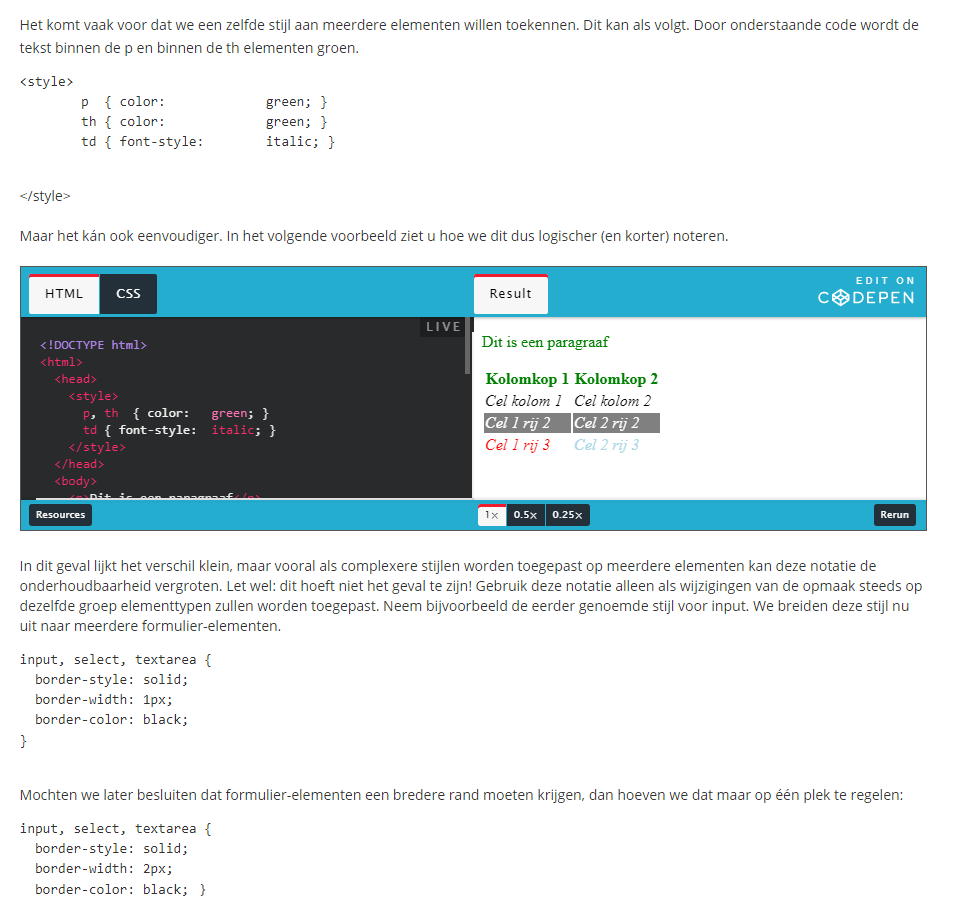 Het komt vaak voor dat we een zelfde stijl aan meerdere elementen willen toekennen. Dit kan als volgt. Door onderstaande code wordt de
tekst binnen de p en binnen de th elementen groen.
<style>
p { color: green; }
th { color: green; }
td { font-style: italic; }
</style>
Maar het kán ook eenvoudiger. In het volgende voorbeeld ziet u hoe we dit dus logischer (en korter) noteren.
HTML CSS Result EDIT ON
CODEPEN
LIVE
<!DOCTYPE html>
<html>
<head>
<style>
p, th { color: green; }
td { font-style: italic; }
</style>
</head>
<body>
<p>Dit is een paragraaf</p>
Dit is een paragraaf
Kolomkop 1 Kolomkop 2
Cel kolom 1 Cel kolom 2
Cel 1 rij 2 Cel 2 rij 2
Cel 1 rij 3 Cel 2 rij 3
Resources 1x 0.5x 0.25x Rerun
In dit geval lijkt het verschil klein, maar vooral als complexere stijlen worden toegepast op meerdere elementen kan deze notatie de
onderhoudbaarheid vergroten. Let wel: dit hoeft niet het geval te zijn! Gebruik deze notatie alleen als wijzigingen van de opmaak steeds op
dezelfde groep elementtypen zullen worden toegepast. Neem bijvoorbeeld de eerder genoemde stijl voor input. We breiden deze stijl nu
uit naar meerdere formulier-elementen.
input, select, textarea {
border-style: solid;
border-width: 1px;
border-color: black;
}
Mochten we later besluiten dat formulier-elementen een bredere rand moeten krijgen, dan hoeven we dat maar op één plek te regelen:
input, select, textarea {
border-style: solid;
border-width: 2px;
border-color: black; }